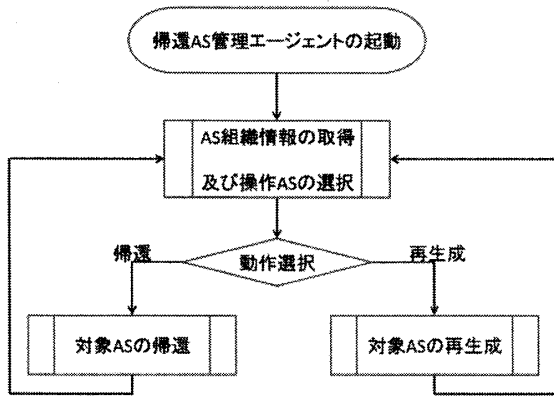 帰還AS管理エージェントの起動
AS組織情報の取得
及び操作ASの選択
帰還
動作選択
再生成
対象ASの帰還
対象ASの再生成